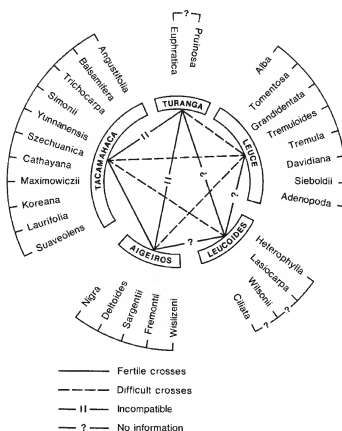 ?
Euphratica
Pruinosa
TURANGA
Angustifolia
Balsamifera
Trichocarpa
Simonii
Yunnanensis
Szechuanica
Cathayana
Maximowiczii
Koreana
Laurifolia
Suaveolens
TACAMAHACA
Alba
Tomentosa
Grandidentata
Tremuloides
Tremula
Davidiana
Sieboldii
Adenopoda
LEUCE
II
II
?
?
?
AIGEIROS
LEUCOIDES
Nigra
Deltoides
Sargentii
Fremontii
Wislizeni
Heterophylla
Lasiocarpa
Wilsonii
Ciliata
?
?
Fertile crosses
Difficult crosses
II Incompatible
? No information